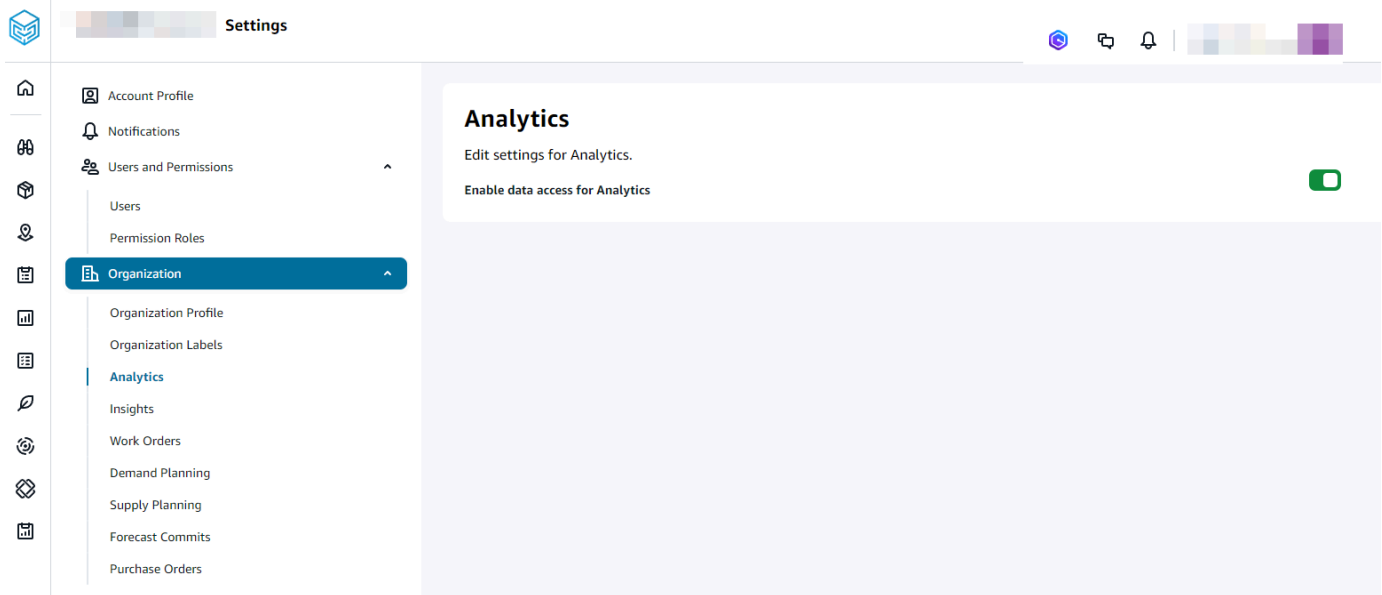 Settings
Account Profile
Notifications
Users and Permissions
Users
Permission Roles
Organization
Organization Profile
Organization Labels
Analytics
Insights
Work Orders
Demand Planning
Supply Planning
Forecast Commits
Purchase Orders
Analytics
Edit settings for Analytics.
Enable data access for Analytics